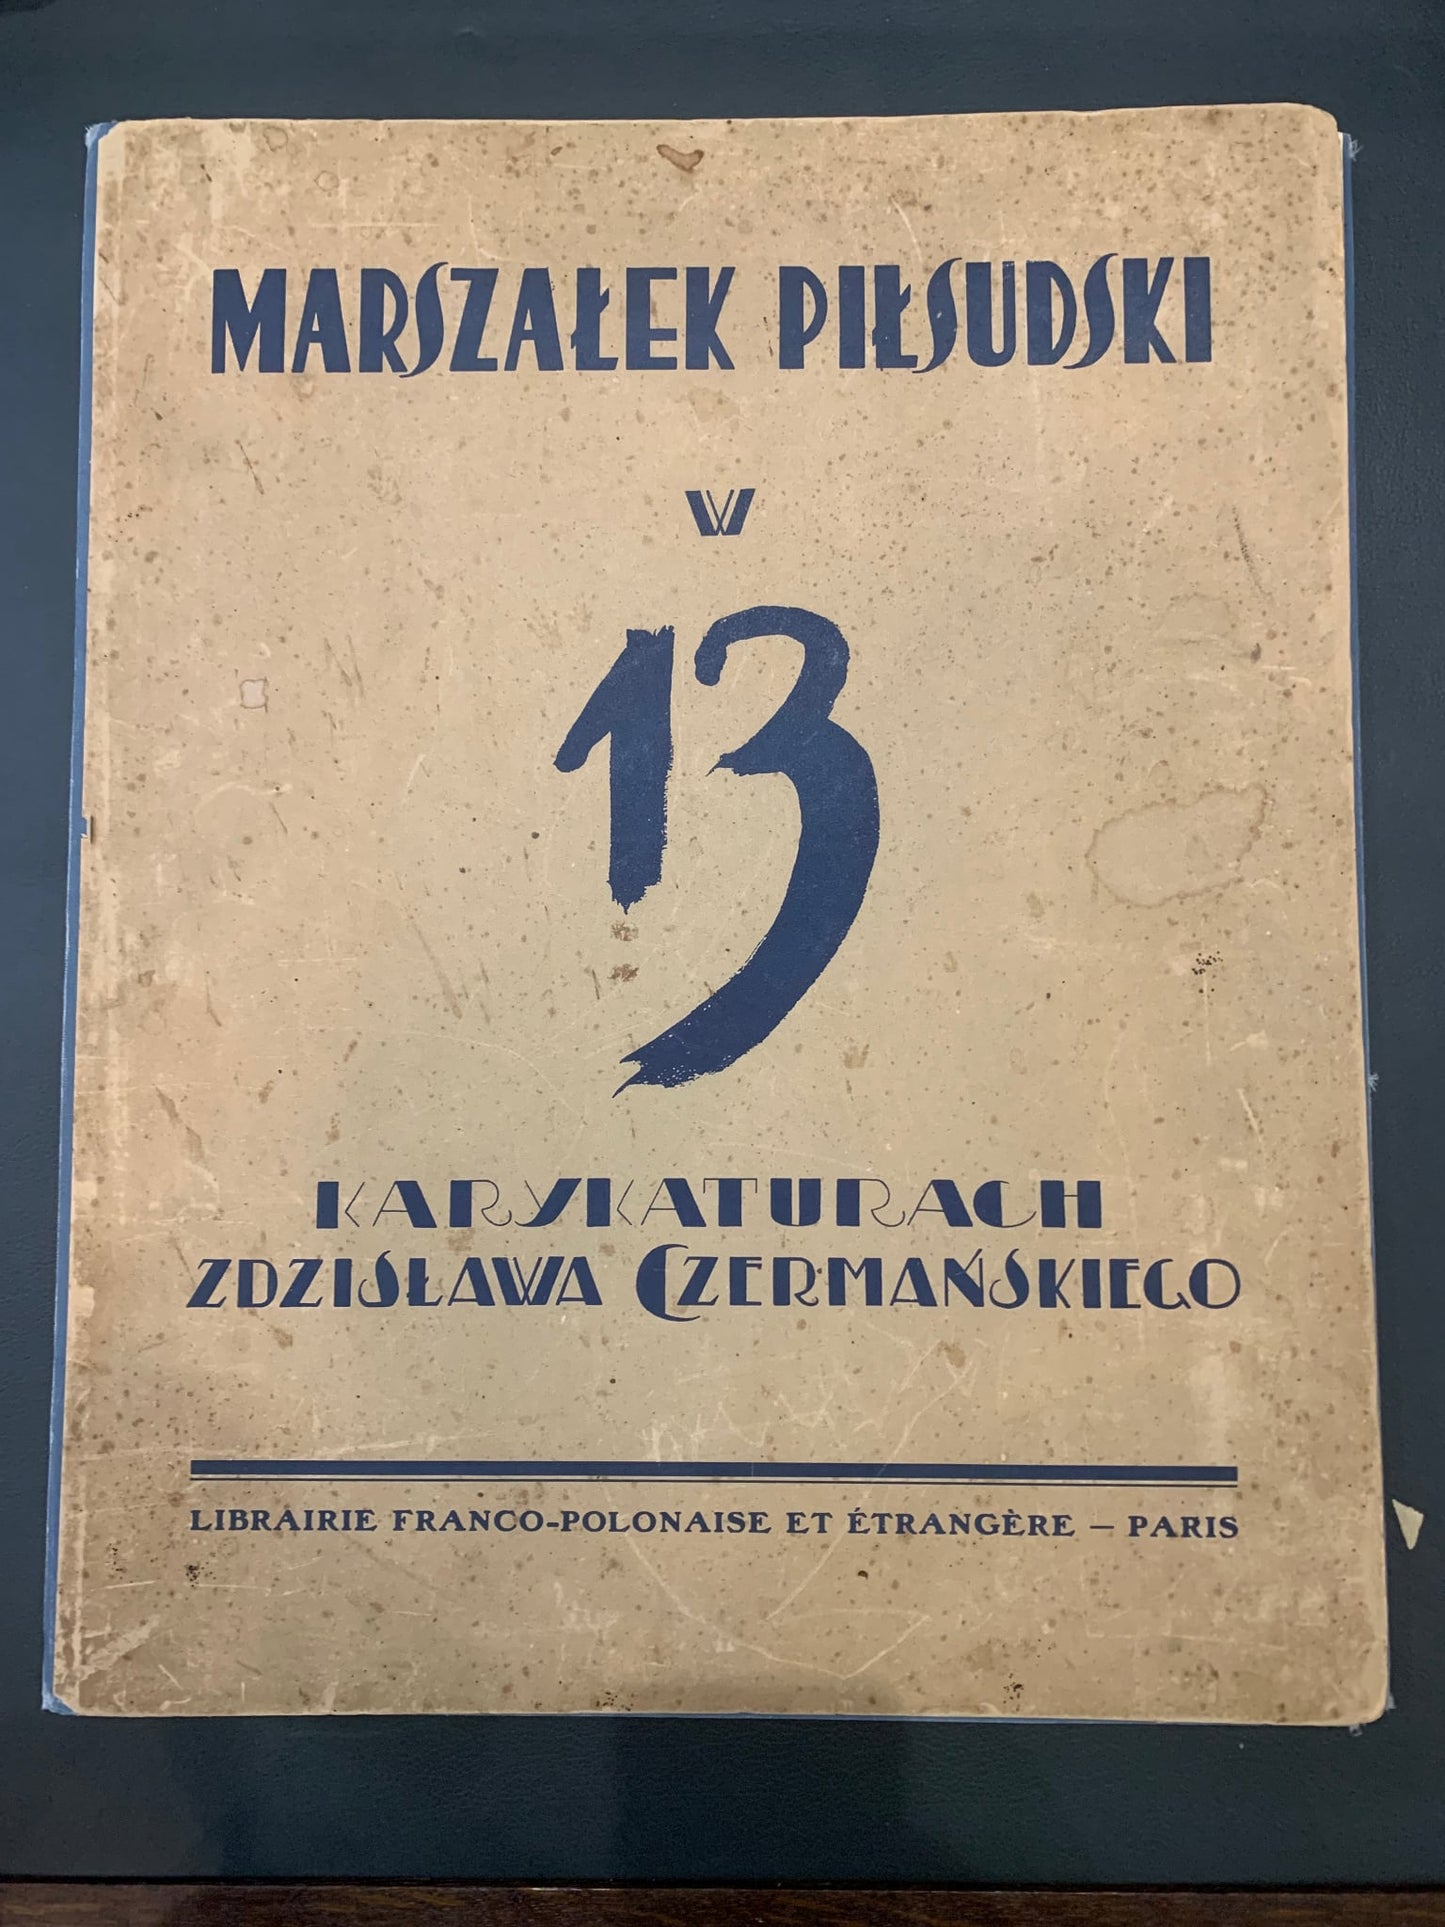 MARSZAŁEK PIŁSUDSKI
W
13
KARYKATURACH
ZDZISŁAWA CZERMAŃSKIEGO
LIBRAIRIE FRANCO-POLONAISE ET ÉTRANGÈRE — PARIS